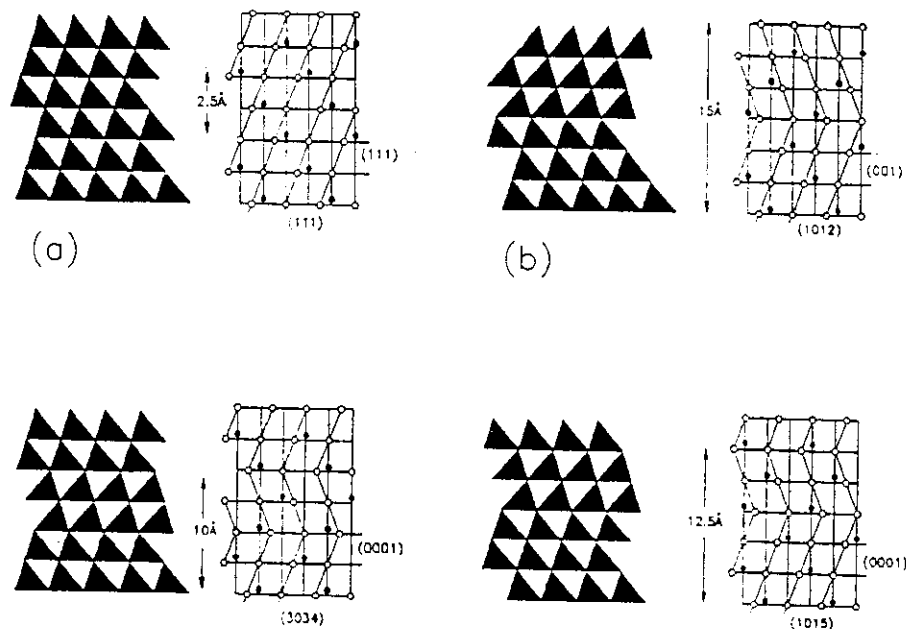 2.5Å
(111)
(111)
(a)
15Å
(001)
(1012)
(b)
10Å
(0001)
(3034)
12.5Å
(0001)
(1015)